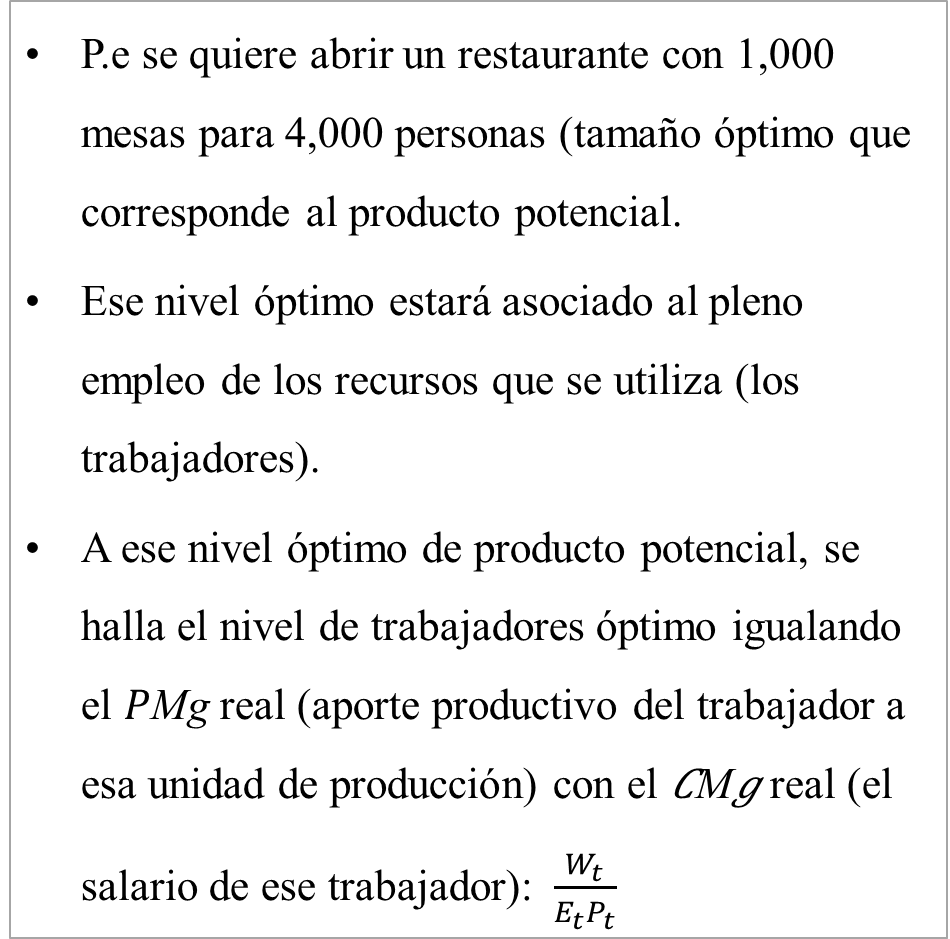 • P.e se quiere abrir un restaurante con 1,000
mesas para 4,000 personas (tamaño óptimo que
corresponde al producto potencial.
• Ese nivel óptimo estará asociado al pleno
empleo de los recursos que se utiliza (los
trabajadores).
• A ese nivel óptimo de producto potencial, se
halla el nivel de trabajadores óptimo igualando
el PMg real (aporte productivo del trabajador a
esa unidad de producción) con el CMg real (el
salario de ese trabajador): W_t / E_t P_t